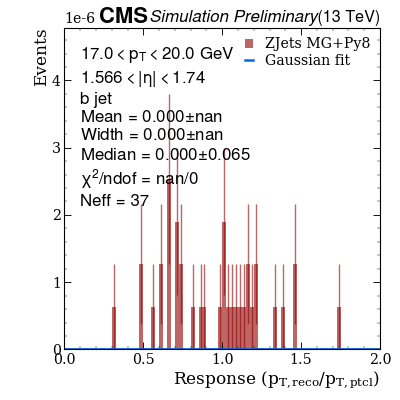 1e-6 CMS Simulation Preliminary (13 TeV)
Events
ZJets MG+Py8
Gaussian fit
17.0 < p_T < 20.0 GeV
1.566 < |η| < 1.74
b jet
Mean = 0.000±nan
Width = 0.000±nan
Median = 0.000±0.065
χ²/ndof = nan/0
Neff = 37
4
3
2
1
0
0.0 0.5 1.0 1.5 2.0
Response (p_T,reco/p_T,ptcl)